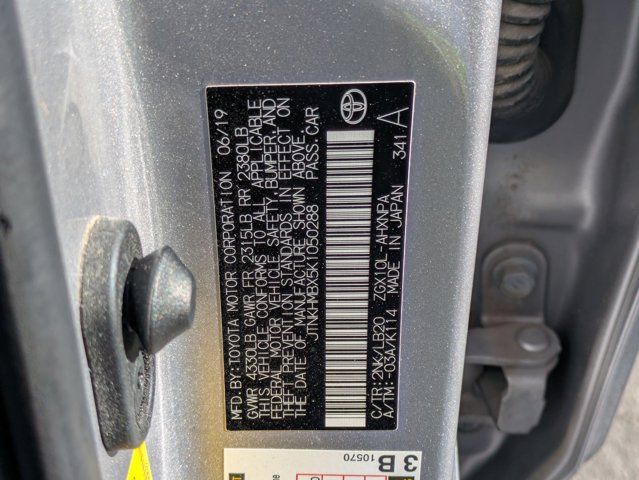 MFD.BY:TOYOTA MOTOR CORPORATION 06/19
GVWR 4330LB GAWR FR 2315LB RR 2380LB
THIS VEHICLE CONFORMS TO ALL APPLICABLE
FEDERAL MOTOR VEHICLE SAFETY, BUMPER, AND
THEFT PREVENTION STANDARDS IN EFFECT ON
THE DATE OF MANUFACTURE SHOWN ABOVE.
JTNKHMBX5K1050288 PASS.CAR
C/TR:2NK/LB20 ZGX10L-AHXNPA
A/TM:-03A/K114 MADE IN JAPAN
341 A
3 B
10570